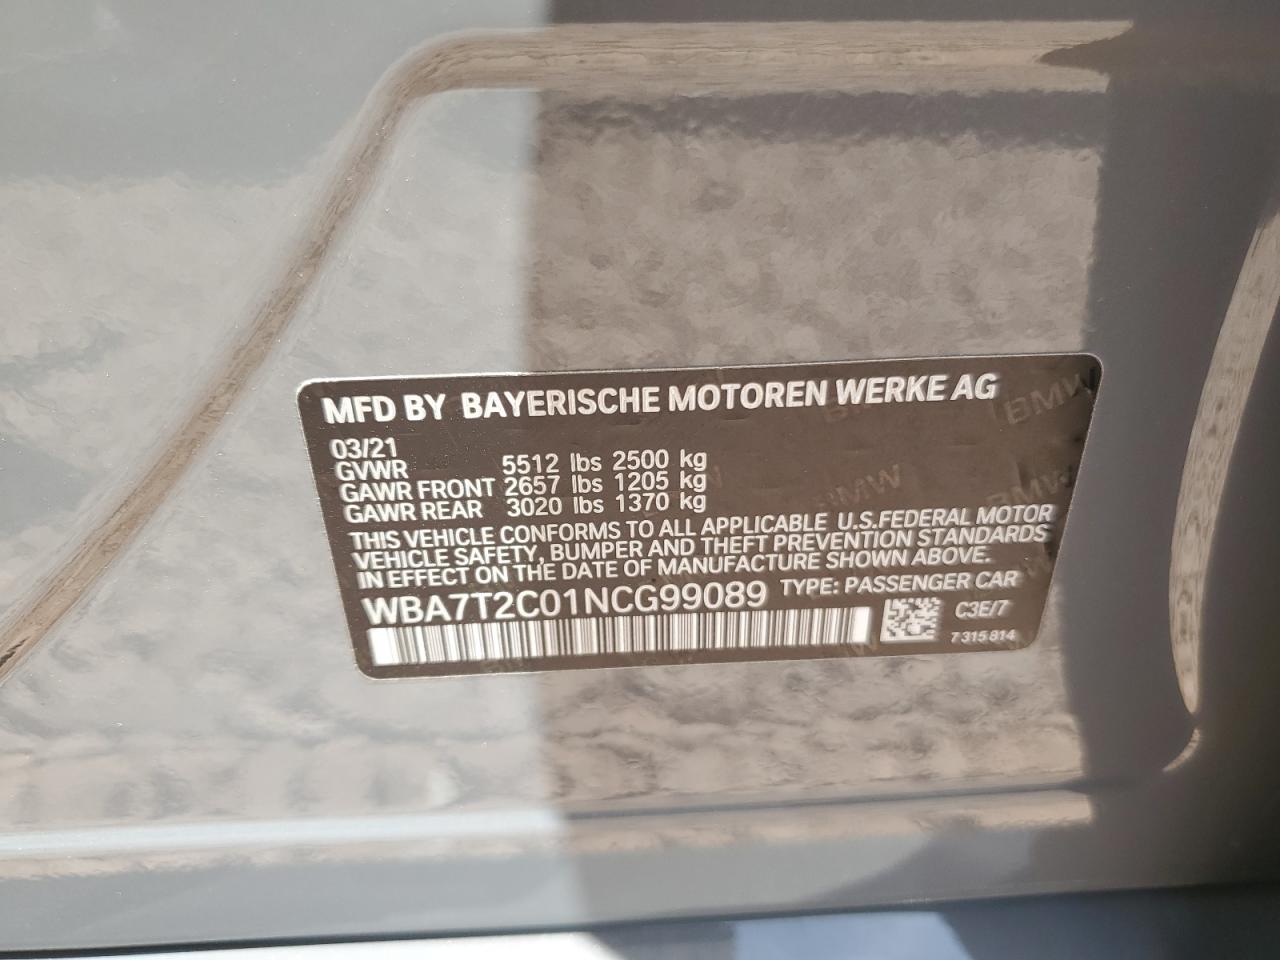 MFD BY BAYERISCHE MOTOREN WERKE AG
03/21
GVWR 5512 lbs 2500 kg
GAWR FRONT 2657 lbs 1205 kg
GAWR REAR 3020 lbs 1370 kg
THIS VEHICLE CONFORMS TO ALL APPLICABLE U.S.FEDERAL MOTOR
VEHICLE SAFETY, BUMPER AND THEFT PREVENTION STANDARDS
IN EFFECT ON THE DATE OF MANUFACTURE SHOWN ABOVE.
WBA7T2C01NCG99089 TYPE: PASSENGER CAR
C3E/7
7 315 814
BMW
BMW
BMW